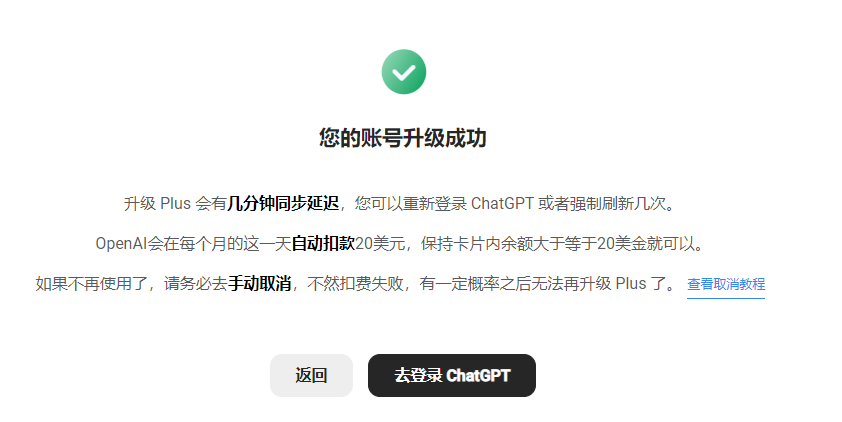 您的账号升级成功
升级 Plus 会有几分钟同步延迟，您可以重新登录 ChatGPT 或者强制刷新几次。
OpenAI会在每个月的这一天自动扣款20美元，保持卡片内余额大于等于20美金就可以。
如果不再使用了，请务必去手动取消，不然扣费失败，有一定概率之后无法再升级 Plus 了。 查看取消教程
返回 去登录 ChatGPT